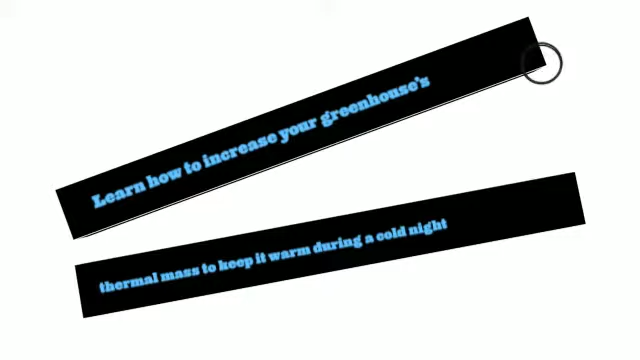 Learn how to increase your greenhouse's
thermal mass to keep it warm during a cold night